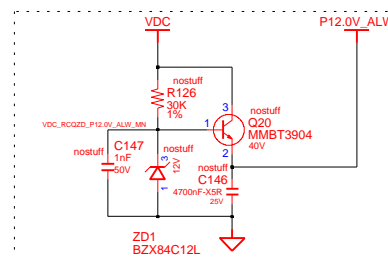 VDC
P12.0V_ALW
nostuff
R126
30K
1%
3
nostuff
Q20
MMBT3904
40V
1
2
VDC_RCQZD_P12.0V_ALW_MN
nostuff
C147
1nF
50V
nostuff
3
12V
1
nostuff
C146
4700nF-X5R
25V
ZD1
BZX84C12L